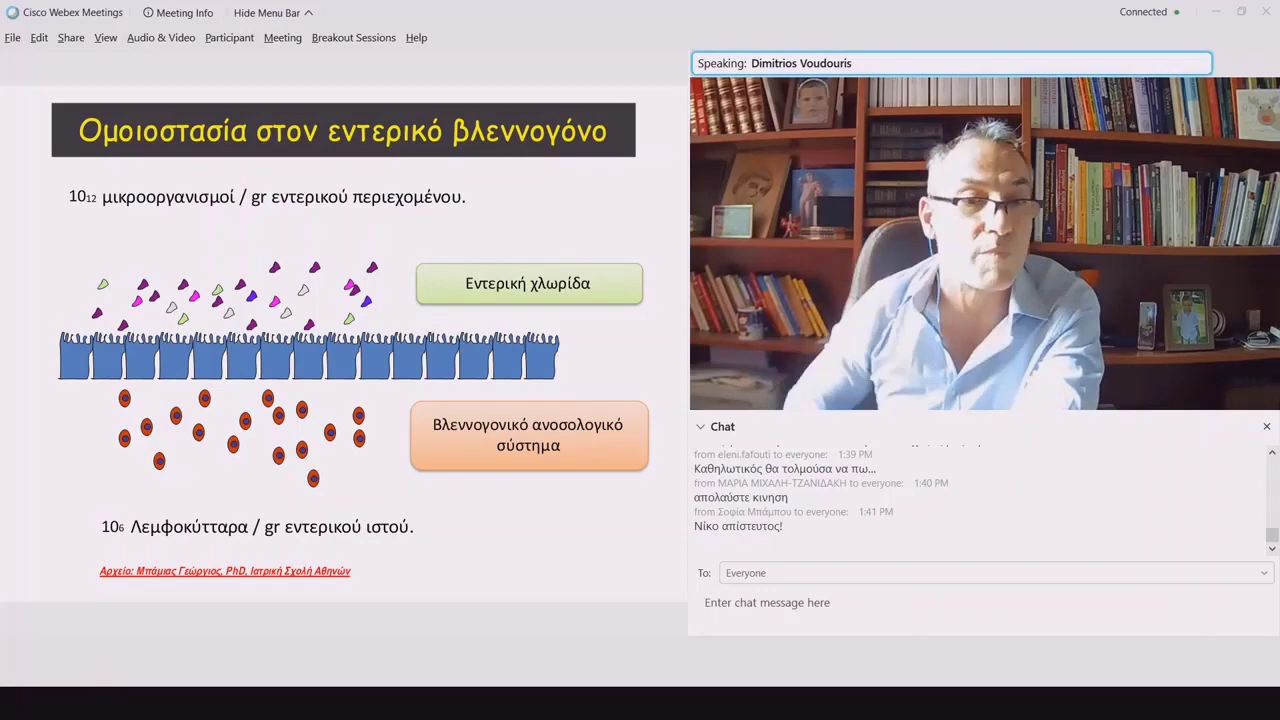 Cisco Webex Meetings
Meeting Info
Hide Menu Bar
Connected
File Edit Share View Audio & Video Participant Meeting Breakout Sessions Help
Speaking: Dimitrios Voudouris
Ομοιοστασία στον εντερικό βλεννογόνο
10₁₂ μικροοργανισμοί / gr εντερικού περιεχομένου.
Εντερική χλωρίδα
Βλεννογονικό ανοσολογικό
σύστημα
10₆ Λεμφοκύτταρα / gr εντερικού ιστού.
Αρχείο: Μπάμιας Γεώργιος, PhD, Ιατρική Σχολή Αθηνών
Chat
from eleni.fafouti to everyone: 1:39 PM
Καθηλωτικός θα τολμούσα να πω...
from ΜΑΡΙΑ ΜΙΧΑΛΗ-ΤΖΑΝΙΔΑΚΗ to everyone: 1:40 PM
απολαύστε κινηση
from Σοφία Μπάμπου to everyone: 1:41 PM
Νίκο απίστευτος!
To: Everyone
Enter chat message here